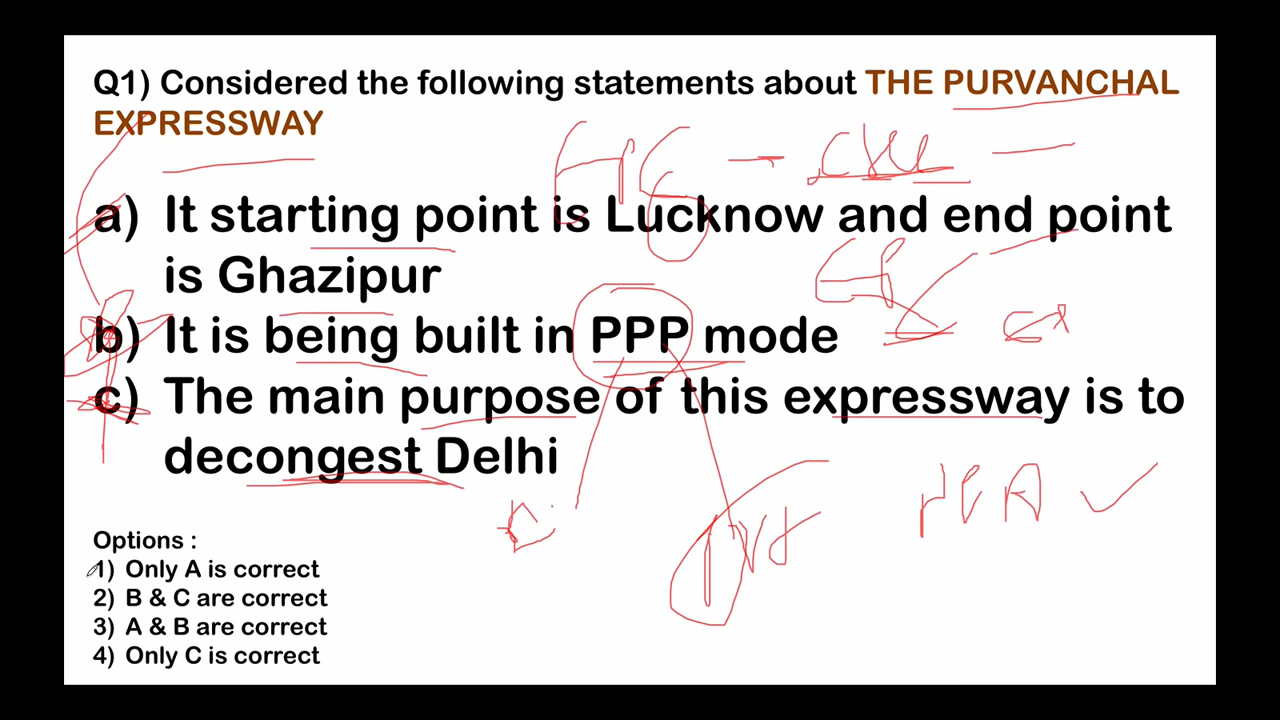 Q1) Considered the following statements about THE PURVANCHAL
EXPRESSWAY
a) It starting point is Lucknow and end point
is Ghazipur
b) It is being built in PPP mode
c) The main purpose of this expressway is to
decongest Delhi
Options :
1) Only A is correct
2) B & C are correct
3) A & B are correct
4) Only C is correct